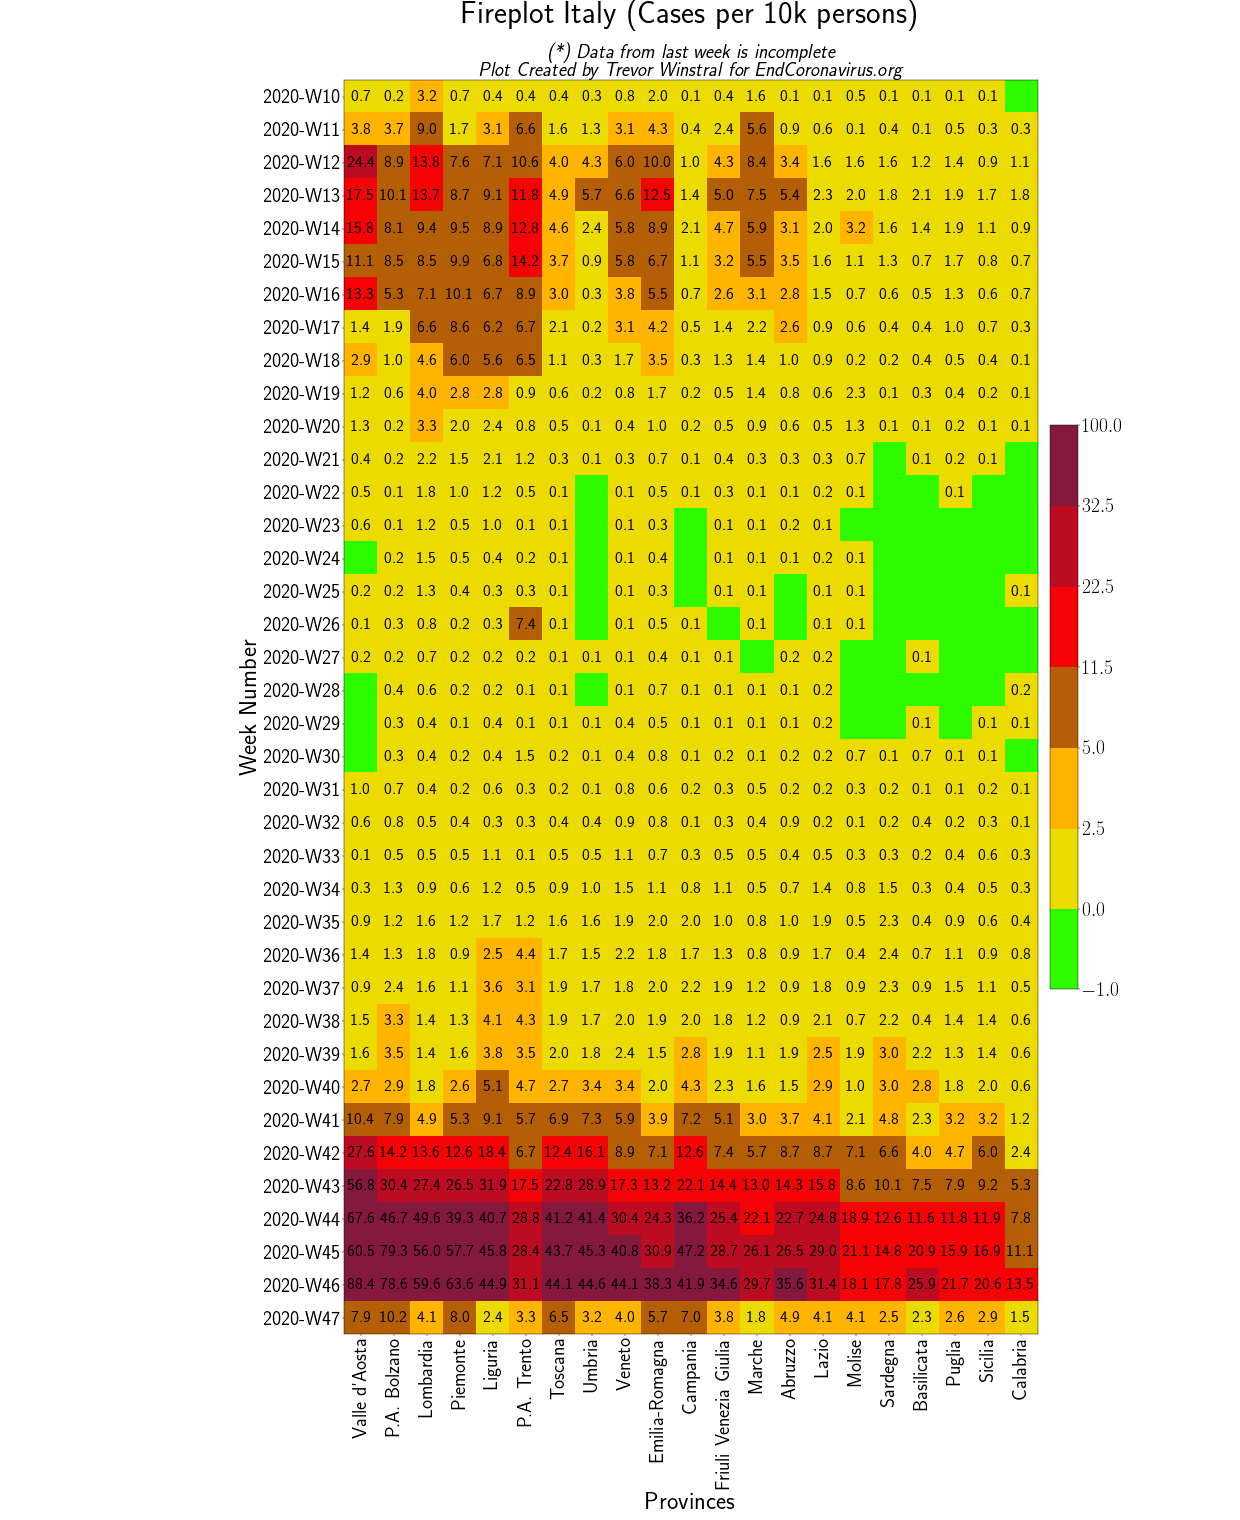 Fireplot Italy (Cases per 10k persons)
(*) Data from last week is incomplete
Plot Created by Trevor Winstral for EndCoronavirus.org
2020-W10 0.7 0.2 3.2 0.7 0.4 0.4 0.4 0.3 0.8 2.0 0.1 0.4 1.6 0.1 0.1 0.5 0.1 0.1 0.1 0.1
2020-W11 3.8 3.7 9.0 1.7 3.1 6.6 1.6 1.3 3.1 4.3 0.4 2.4 5.6 0.9 0.6 0.1 0.4 0.1 0.5 0.3 0.3
2020-W12 24.4 8.9 13.8 7.6 7.1 10.6 4.0 4.3 6.0 10.0 1.0 4.3 8.4 3.4 1.6 1.6 1.6 1.2 1.4 0.9 1.1
2020-W13 17.5 10.1 13.7 8.7 9.1 11.8 4.9 5.7 6.6 12.5 1.4 5.0 7.5 5.4 2.3 2.0 1.8 2.1 1.9 1.7 1.8
2020-W14 15.8 8.1 9.4 9.5 8.9 12.8 4.6 2.4 5.8 8.9 2.1 4.7 5.9 3.1 2.0 3.2 1.6 1.4 1.9 1.1 0.9
2020-W15 11.1 8.5 8.5 9.9 6.8 14.2 3.7 0.9 5.8 6.7 1.1 3.2 5.5 3.5 1.6 1.1 1.3 0.7 1.7 0.8 0.7
2020-W16 13.3 5.3 7.1 10.1 6.7 8.9 3.0 0.3 3.8 5.5 0.7 2.6 3.1 2.8 1.5 0.7 0.6 0.5 1.3 0.6 0.7
2020-W17 1.4 1.9 6.6 8.6 6.2 6.7 2.1 0.2 3.1 4.2 0.5 1.4 2.2 2.6 0.9 0.6 0.4 0.4 1.0 0.7 0.3
2020-W18 2.9 1.0 4.6 6.0 5.6 6.5 1.1 0.3 1.7 3.5 0.3 1.3 1.4 1.0 0.9 0.2 0.2 0.4 0.5 0.4 0.1
2020-W19 1.2 0.6 4.0 2.8 2.8 0.9 0.6 0.2 0.8 1.7 0.2 0.5 1.4 0.8 0.6 2.3 0.1 0.3 0.4 0.2 0.1
2020-W20 1.3 0.2 3.3 2.0 2.4 0.8 0.5 0.1 0.4 1.0 0.2 0.5 0.9 0.6 0.5 1.3 0.1 0.1 0.2 0.1 0.1
2020-W21 0.4 0.2 2.2 1.5 2.1 1.2 0.3 0.1 0.3 0.7 0.1 0.4 0.3 0.3 0.3 0.7 0.1 0.2 0.1
2020-W22 0.5 0.1 1.8 1.0 1.2 0.5 0.1 0.1 0.5 0.1 0.3 0.1 0.1 0.2 0.1 0.1
2020-W23 0.6 0.1 1.2 0.5 1.0 0.1 0.1 0.1 0.3 0.1 0.1 0.2 0.1
2020-W24 0.2 1.5 0.5 0.4 0.2 0.1 0.1 0.4 0.1 0.1 0.1 0.2 0.1
2020-W25 0.2 0.2 1.3 0.4 0.3 0.3 0.1 0.1 0.3 0.1 0.1 0.1 0.1 0.1
2020-W26 0.1 0.3 0.8 0.2 0.3 7.4 0.1 0.1 0.5 0.1 0.1 0.1 0.1
2020-W27 0.2 0.2 0.7 0.2 0.2 0.2 0.1 0.1 0.1 0.4 0.1 0.1 0.2 0.2 0.1
2020-W28 0.4 0.6 0.2 0.2 0.1 0.1 0.1 0.7 0.1 0.1 0.1 0.1 0.2 0.2
2020-W29 0.3 0.4 0.1 0.4 0.1 0.1 0.1 0.4 0.5 0.1 0.1 0.1 0.1 0.2 0.1 0.1 0.1
2020-W30 0.3 0.4 0.2 0.4 1.5 0.2 0.1 0.4 0.8 0.1 0.2 0.1 0.2 0.2 0.7 0.1 0.7 0.1 0.1
2020-W31 1.0 0.7 0.4 0.2 0.6 0.3 0.2 0.1 0.8 0.6 0.2 0.3 0.5 0.2 0.2 0.3 0.2 0.1 0.1 0.2 0.1
2020-W32 0.6 0.8 0.5 0.4 0.3 0.3 0.4 0.4 0.9 0.8 0.1 0.3 0.4 0.9 0.2 0.1 0.2 0.4 0.2 0.3 0.1
2020-W33 0.1 0.5 0.5 0.5 1.1 0.1 0.5 0.5 1.1 0.7 0.3 0.5 0.5 0.4 0.5 0.3 0.3 0.2 0.4 0.6 0.3
2020-W34 0.3 1.3 0.9 0.6 1.2 0.5 0.9 1.0 1.5 1.1 0.8 1.1 0.5 0.7 1.4 0.8 1.5 0.3 0.4 0.5 0.3
2020-W35 0.9 1.2 1.6 1.2 1.7 1.2 1.6 1.6 1.9 2.0 2.0 1.0 0.8 1.0 1.9 0.5 2.3 0.4 0.9 0.6 0.4
2020-W36 1.4 1.3 1.8 0.9 2.5 4.4 1.7 1.5 2.2 1.8 1.7 1.3 0.8 0.9 1.7 0.4 2.4 0.7 1.1 0.9 0.8
2020-W37 0.9 2.4 1.6 1.1 3.6 3.1 1.9 1.7 1.8 2.0 2.2 1.9 1.2 0.9 1.8 0.9 2.3 0.9 1.5 1.1 0.5
2020-W38 1.5 3.3 1.4 1.3 4.1 4.3 1.9 1.7 2.0 1.9 2.0 1.8 1.2 0.9 2.1 0.7 2.2 0.4 1.4 1.4 0.6
2020-W39 1.6 3.5 1.4 1.6 3.8 3.5 2.0 1.8 2.4 1.5 2.8 1.9 1.1 1.9 2.5 1.9 3.0 2.2 1.3 1.4 0.6
2020-W40 2.7 2.9 1.8 2.6 5.1 4.7 2.7 3.4 3.4 2.0 4.3 2.3 1.6 1.5 2.9 1.0 3.0 2.8 1.8 2.0 0.6
2020-W41 10.4 7.9 4.9 5.3 9.1 5.7 6.9 7.3 5.9 3.9 7.2 5.1 3.0 3.7 4.1 2.1 4.8 2.3 3.2 3.2 1.2
2020-W42 27.6 14.2 13.6 12.6 18.4 6.7 12.4 16.1 8.9 7.1 12.6 7.4 5.7 8.7 8.7 7.1 6.6 4.0 4.7 6.0 2.4
2020-W43 56.8 30.4 27.4 26.5 31.9 17.5 22.8 28.9 17.3 13.2 22.1 14.4 13.0 14.3 15.8 8.6 10.1 7.5 7.9 9.2 5.3
2020-W44 67.6 46.7 49.6 39.3 40.7 28.8 41.2 41.4 30.4 24.3 36.2 25.4 22.1 22.7 24.8 18.9 12.6 11.6 11.8 11.9 7.8
2020-W45 60.5 79.3 56.0 57.7 45.8 28.4 43.7 45.3 40.8 30.9 47.2 28.7 26.1 26.5 29.0 21.1 14.8 20.9 15.9 16.9 11.1
2020-W46 88.4 78.6 59.6 63.6 44.9 31.1 44.1 44.6 44.1 38.3 41.9 34.6 29.7 35.6 31.4 18.1 17.8 25.9 21.7 20.6 13.5
2020-W47 7.9 10.2 4.1 8.0 2.4 3.3 6.5 3.2 4.0 5.7 7.0 3.8 1.8 4.9 4.1 4.1 2.5 2.3 2.6 2.9 1.5
Week Number
Valle d'Aosta
P.A. Bolzano
Lombardia
Piemonte
Liguria
P.A. Trento
Toscana
Umbria
Veneto
Emilia-Romagna
Campania
Friuli Venezia Giulia
Marche
Abruzzo
Lazio
Molise
Sardegna
Basilicata
Puglia
Sicilia
Calabria
Provinces
100.0
32.5
22.5
11.5
5.0
2.5
0.0
−1.0